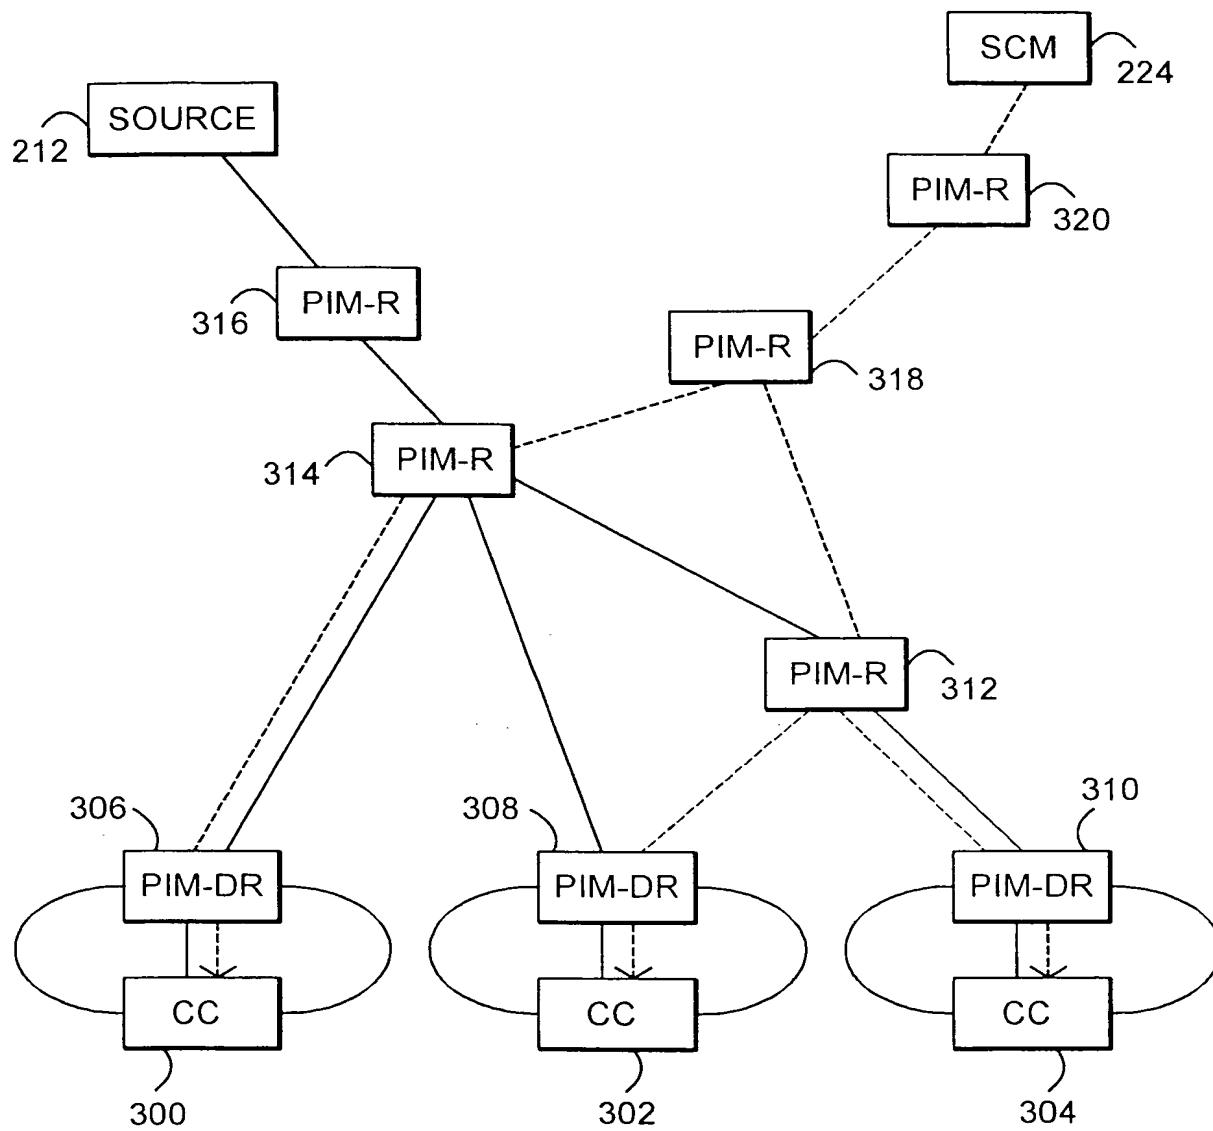 SCM
224
SOURCE
212
PIM-R
320
PIM-R
316
PIM-R
318
PIM-R
314
PIM-R
312
306
308
310
PIM-DR
PIM-DR
PIM-DR
CC
CC
CC
300
302
304